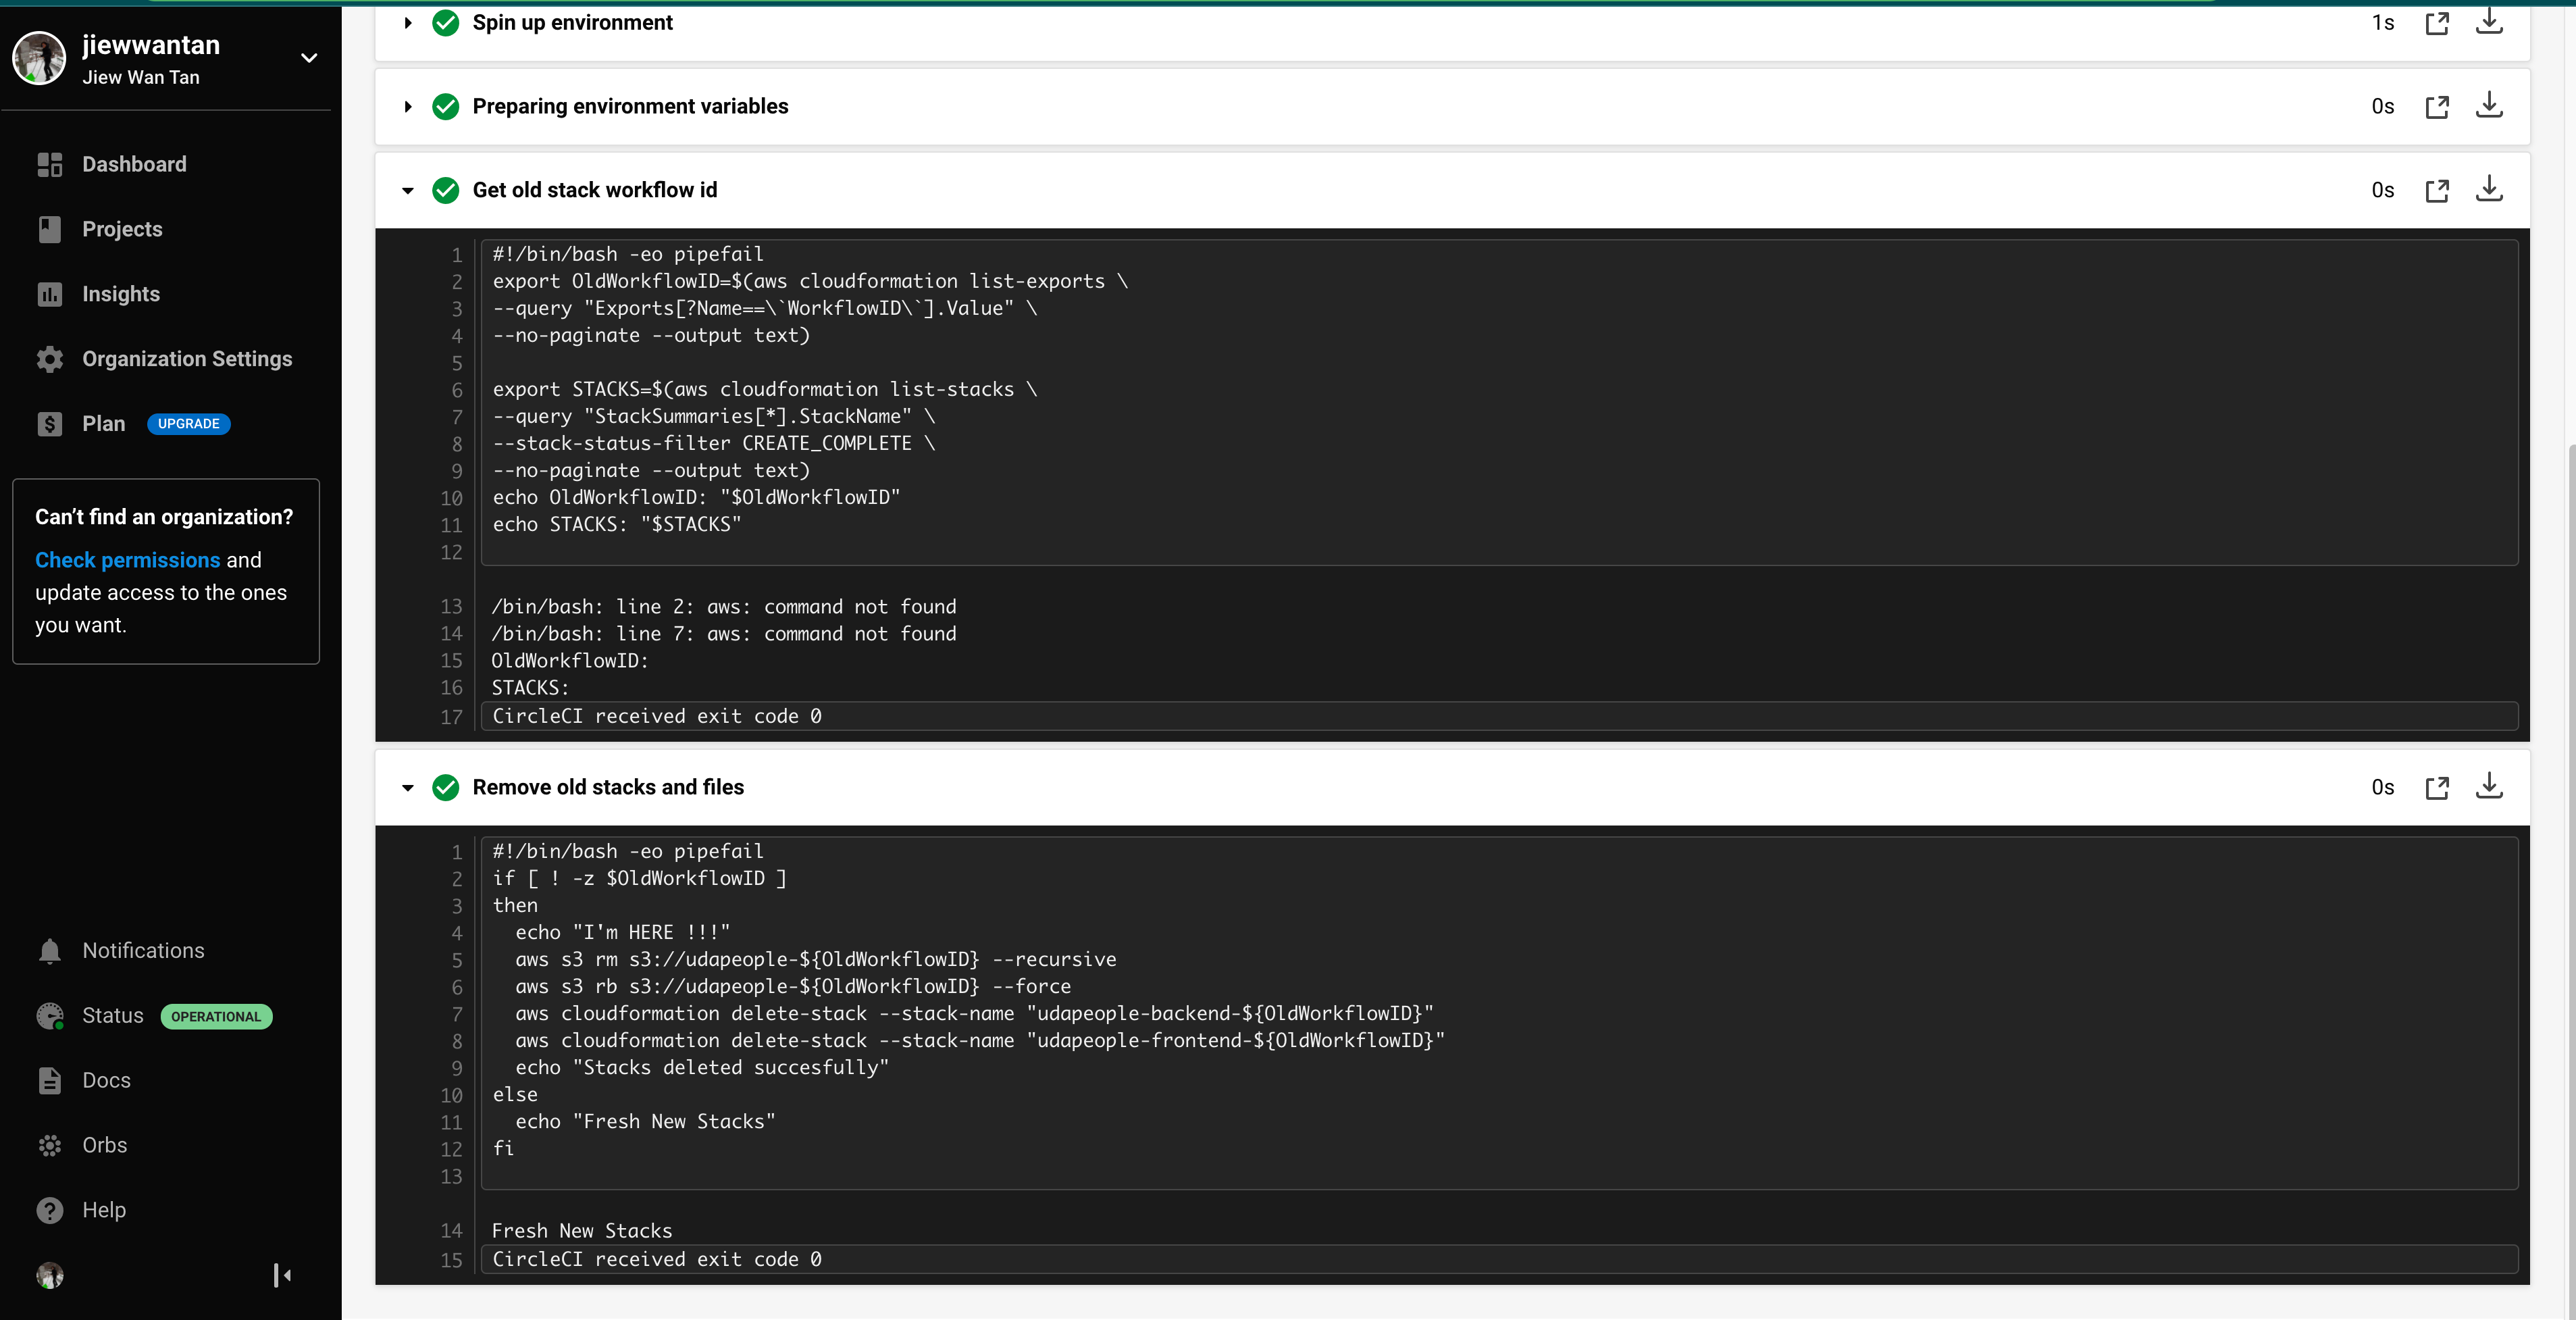 jiewwantan
Jiew Wan Tan
Dashboard
Projects
Insights
Organization Settings
Plan UPGRADE
Can’t find an organization?
Check permissions and
update access to the ones
you want.
Notifications
Status OPERATIONAL
Docs
Orbs
Help
Spin up environment 1s
Preparing environment variables 0s
Get old stack workflow id 0s
1 #!/bin/bash -eo pipefail
2 export OldWorkflowID=$(aws cloudformation list-exports \
3 --query "Exports[?Name==\`WorkflowID\`].Value" \
4 --no-paginate --output text)
5
6 export STACKS=$(aws cloudformation list-stacks \
7 --query "StackSummaries[*].StackName" \
8 --stack-status-filter CREATE_COMPLETE \
9 --no-paginate --output text)
10 echo OldWorkflowID: "$OldWorkflowID"
11 echo STACKS: "$STACKS"
12
13 /bin/bash: line 2: aws: command not found
14 /bin/bash: line 7: aws: command not found
15 OldWorkflowID:
16 STACKS:
17 CircleCI received exit code 0
Remove old stacks and files 0s
1 #!/bin/bash -eo pipefail
2 if [ ! -z $OldWorkflowID ]
3 then
4 echo "I'm HERE !!!"
5 aws s3 rm s3://udapeople-${OldWorkflowID} --recursive
6 aws s3 rb s3://udapeople-${OldWorkflowID} --force
7 aws cloudformation delete-stack --stack-name "udapeople-backend-${OldWorkflowID}"
8 aws cloudformation delete-stack --stack-name "udapeople-frontend-${OldWorkflowID}"
9 echo "Stacks deleted succesfully"
10 else
11 echo "Fresh New Stacks"
12 fi
13
14 Fresh New Stacks
15 CircleCI received exit code 0